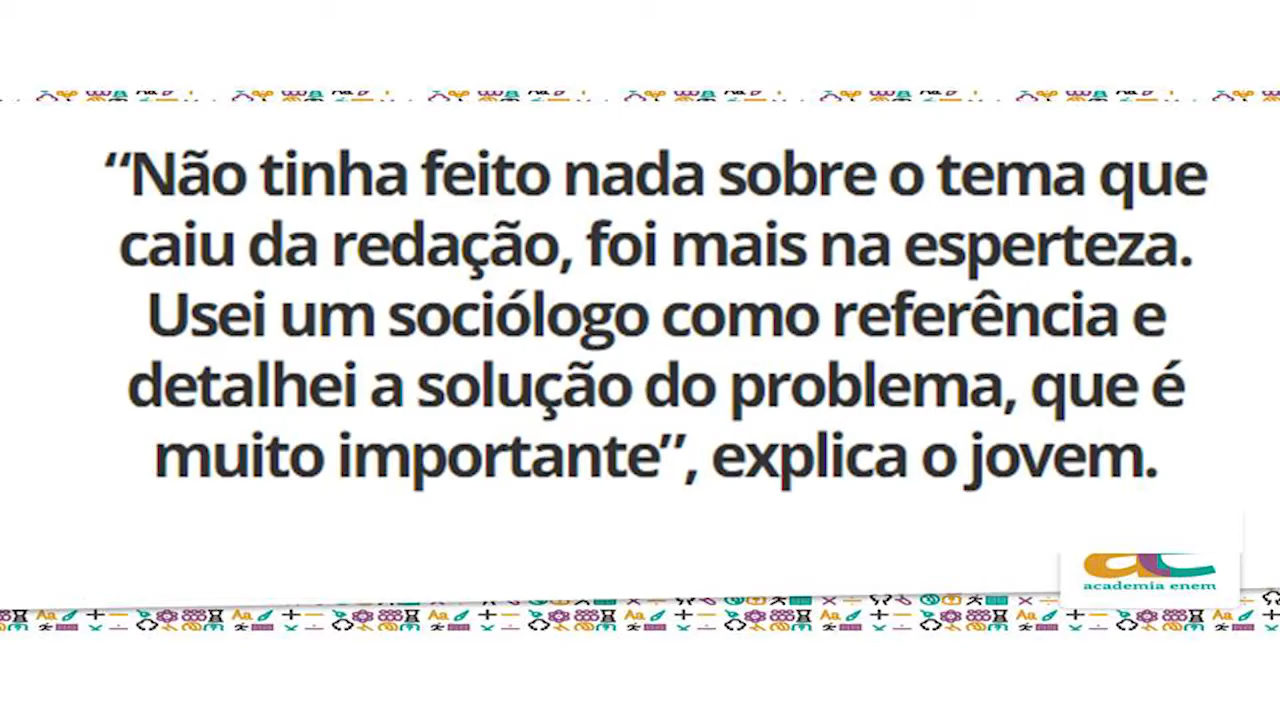 “Não tinha feito nada sobre o tema que
caiu da redação, foi mais na esperteza.
Usei um sociólogo como referência e
detalhei a solução do problema, que é
muito importante”, explica o jovem.
academia enem